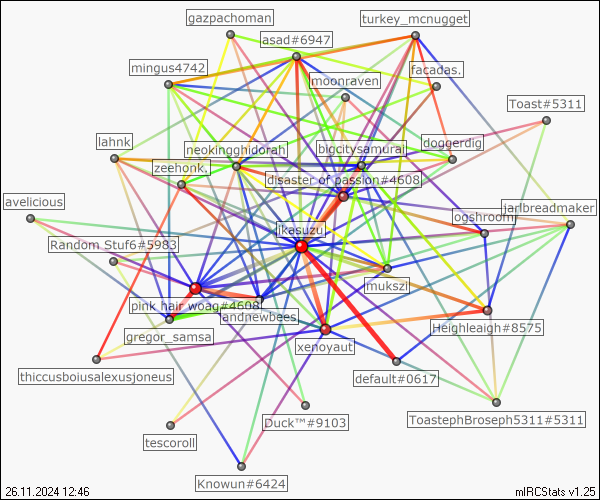 gazpachoman
turkey_mcnugget
asad#6947
mingus4742
facadas.
moonraven
Toast#5311
lahnk
neokingghidorah
bigcitysamurai
doggerdig
zeehonk.
disaster of passion#4608
avelicious
jarlbreadmaker
ogshroom
ikasuzu
Random Stuf6#5983
mukszi
pink hair woag#4608
andnewbees
Heighleaigh#8575
gregor_samsa
xenoyaut
thiccusboiusalexusjoneus
default#0617
Duck™#9103
ToastephBroseph5311#5311
tescoroll
Knowun#6424
26.11.2024 12:46
mIRCStats v1.25